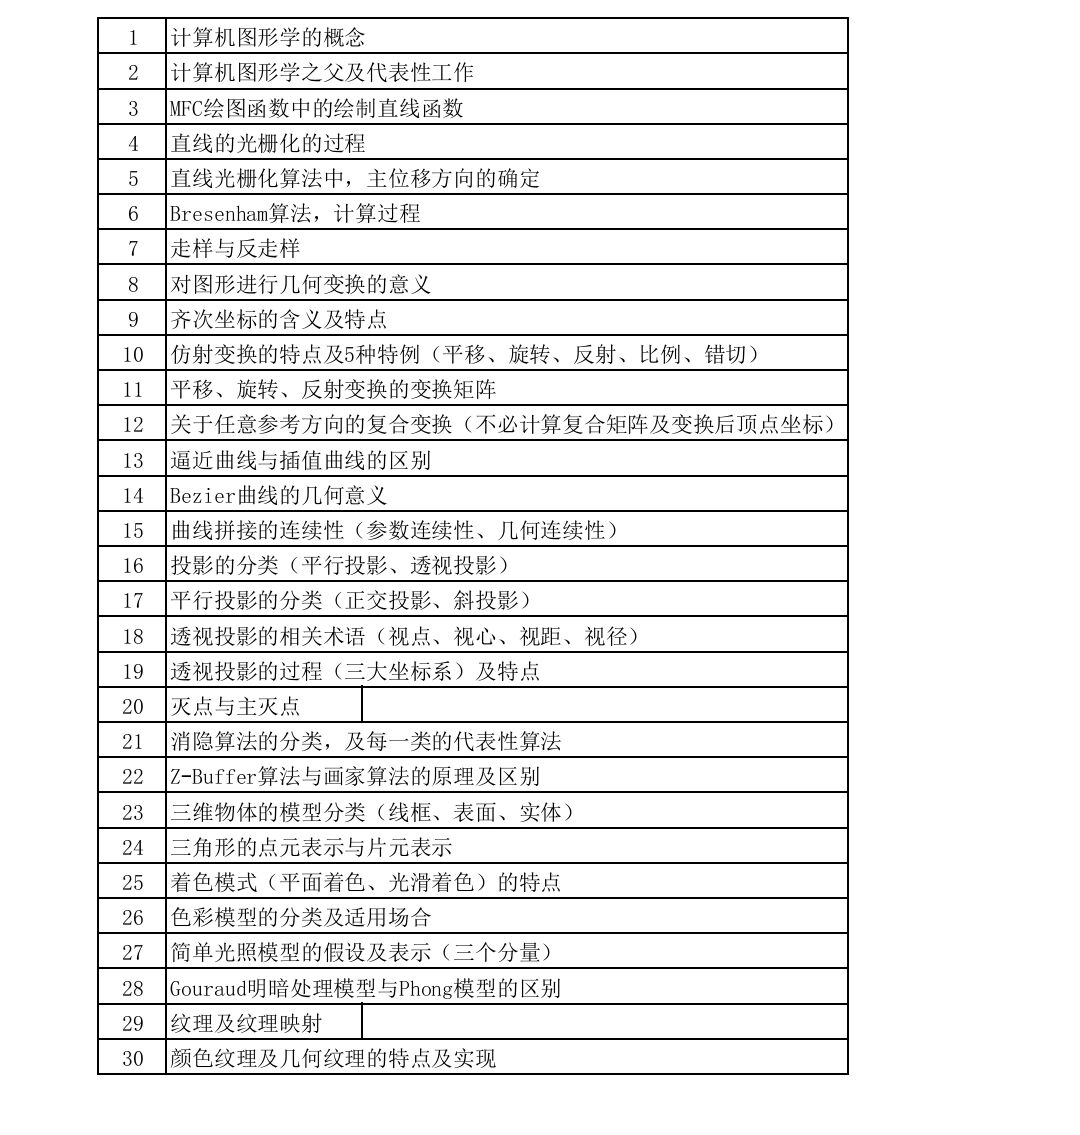 1 计算机图形学的概念
2 计算机图形学之父及代表性工作
3 MFC绘图函数中的绘制直线函数
4 直线的光栅化的过程
5 直线光栅化算法中，主位移方向的确定
6 Bresenham算法，计算过程
7 走样与反走样
8 对图形进行几何变换的意义
9 齐次坐标的含义及特点
10 仿射变换的特点及5种特例（平移、旋转、反射、比例、错切）
11 平移、旋转、反射变换的变换矩阵
12 关于任意参考方向的复合变换（不必计算复合矩阵及变换后顶点坐标）
13 逼近曲线与插值曲线的区别
14 Bezier曲线的几何意义
15 曲线拼接的连续性（参数连续性、几何连续性）
16 投影的分类（平行投影、透视投影）
17 平行投影的分类（正交投影、斜投影）
18 透视投影的相关术语（视点、视心、视距、视径）
19 透视投影的过程（三大坐标系）及特点
20 灭点与主灭点
21 消隐算法的分类，及每一类的代表性算法
22 Z-Buffer算法与画家算法的原理及区别
23 三维物体的模型分类（线框、表面、实体）
24 三角形的点元表示与片元表示
25 着色模式（平面着色、光滑着色）的特点
26 色彩模型的分类及适用场合
27 简单光照模型的假设及表示（三个分量）
28 Gouraud明暗处理模型与Phong模型的区别
29 纹理及纹理映射
30 颜色纹理及几何纹理的特点及实现